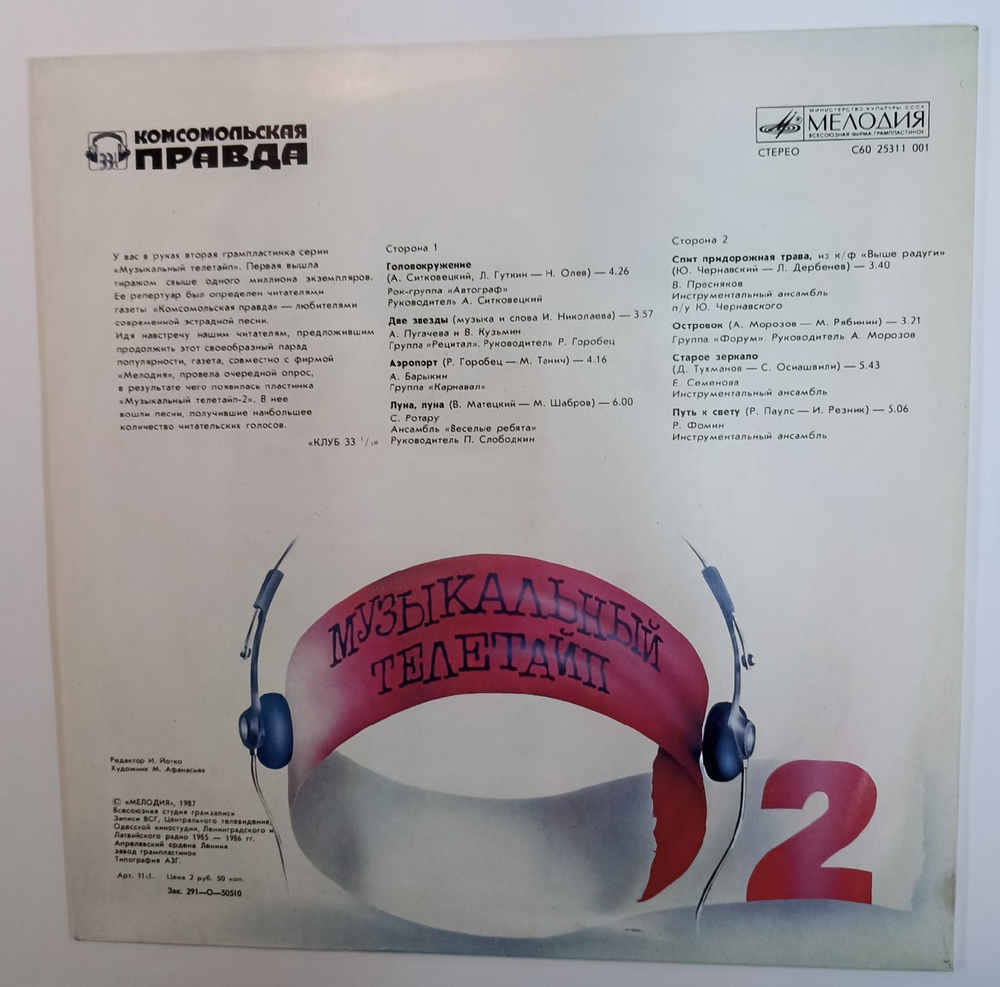 33⅓
КОМСОМОЛЬСКАЯ
ПРАВДА
МИНИСТЕРСТВО КУЛЬТУРЫ СССР
МЕЛОДИЯ
ВСЕСОЮЗНАЯ ФИРМА ГРАМПЛАСТИНОК
СТЕРЕО С60 25311 001
У вас в руках вторая грампластинка серии
«Музыкальный телетайп». Первая вышла
тиражом свыше одного миллиона экземпляров.
Ее репертуар был определен читателями
газеты «Комсомольская правда» — любителями
современной эстрадной песни.
Идя навстречу нашим читателям, предложившим
продолжить этот своеобразный парад
популярности, газета, совместно с фирмой
«Мелодия», провела очередной опрос,
в результате чего появилась пластинка
«Музыкальный телетайп-2». В нее
вошли песни, получившие наибольшее
количество читательских голосов.
«КЛУБ 33 1/3»
Сторона 1
Головокружение
(А. Ситковецкий, Л. Гуткин — Н. Олев) — 4.26
Рок-группа «Автограф»
Руководитель А. Ситковецкий
Две звезды (музыка и слова И. Николаева) — 3.57
А. Пугачева и В. Кузьмин
Группа «Рецитал». Руководитель Р. Горобец
Аэропорт (Р. Горобец — М. Танич) — 4.16
А. Барыкин
Группа «Карнавал»
Луна, луна (В. Матецкий — М. Шабров) — 6.00
С. Ротару
Ансамбль «Веселые ребята»
Руководитель П. Слободкин
Сторона 2
Спит придорожная трава, из к/ф «Выше радуги»
(Ю. Чернавский — Л. Дербенев) — 3.40
В. Пресняков
Инструментальный ансамбль
п/у Ю. Чернавского
Островок (А. Морозов — М. Рябинин) — 3.21
Группа «Форум». Руководитель А. Морозов
Старое зеркало
(Д. Тухманов — С. Осиашвили) — 5.43
Е. Семенова
Инструментальный ансамбль
Путь к свету (Р. Паулс — И. Резник) — 5.06
Р. Фомин
Инструментальный ансамбль
МУЗЫКАЛЬНЫЙ
ТЕЛЕТАЙП
2
Редактор И. Йотко
Художник М. Афанасьев
© «МЕЛОДИЯ», 1987
Всесоюзная студия грамзаписи
Записи ВСГ, Центрального телевидения,
Одесской киностудии, Ленинградского и
Латвийского радио 1985 — 1986 гг.
Апрелевский ордена Ленина
завод грампластинок
Типография АЗГ.
Арт. 11-1. Цена 2 руб. 50 коп.
Зак. 291—О—50510